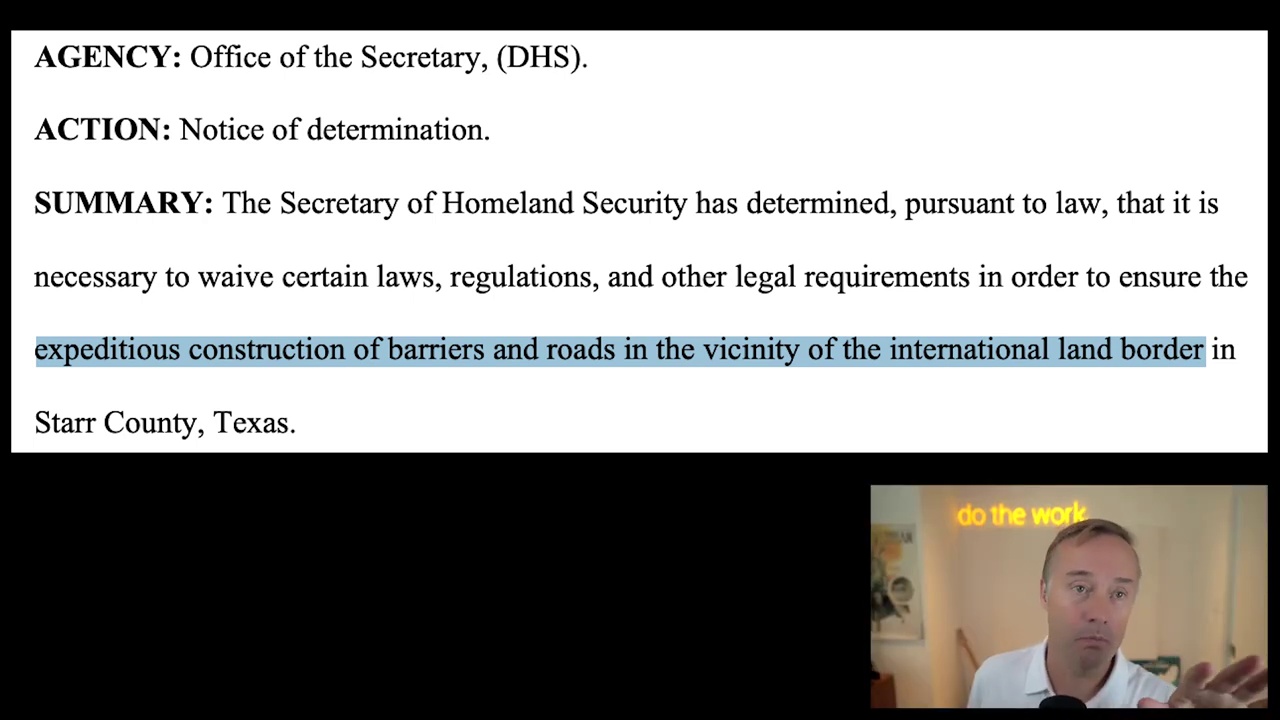 AGENCY: Office of the Secretary, (DHS).
ACTION: Notice of determination.
SUMMARY: The Secretary of Homeland Security has determined, pursuant to law, that it is
necessary to waive certain laws, regulations, and other legal requirements in order to ensure the
expeditious construction of barriers and roads in the vicinity of the international land border in
Starr County, Texas.
do the work